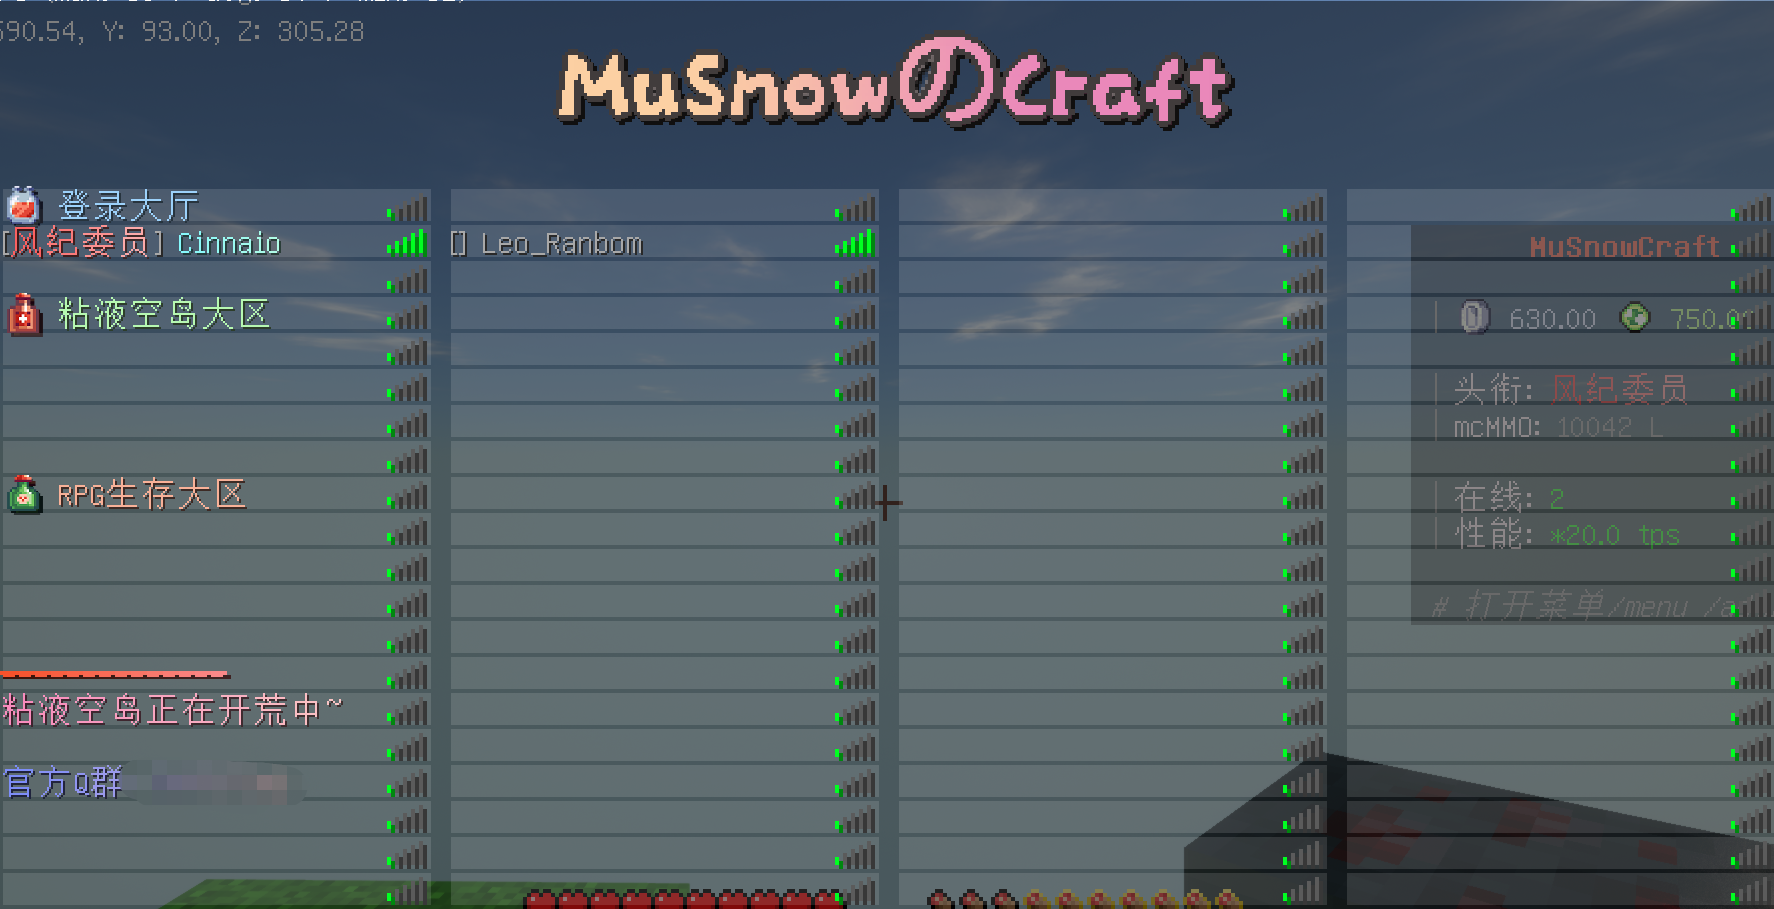 590.54, Y: 93.00, Z: 305.28
MuSnowのCraft
登录大厅
[风纪委员] Cinnaio
[] Leo_Ranbom
粘液空岛大区
RPG生存大区
粘液空岛正在开荒中~
官方Q群
MuSnowCraft
630.00 750.0
头衔: 风纪委员
mcMMO: 10042 L
在线: 2
性能: *20.0 tps
# 打开菜单/menu